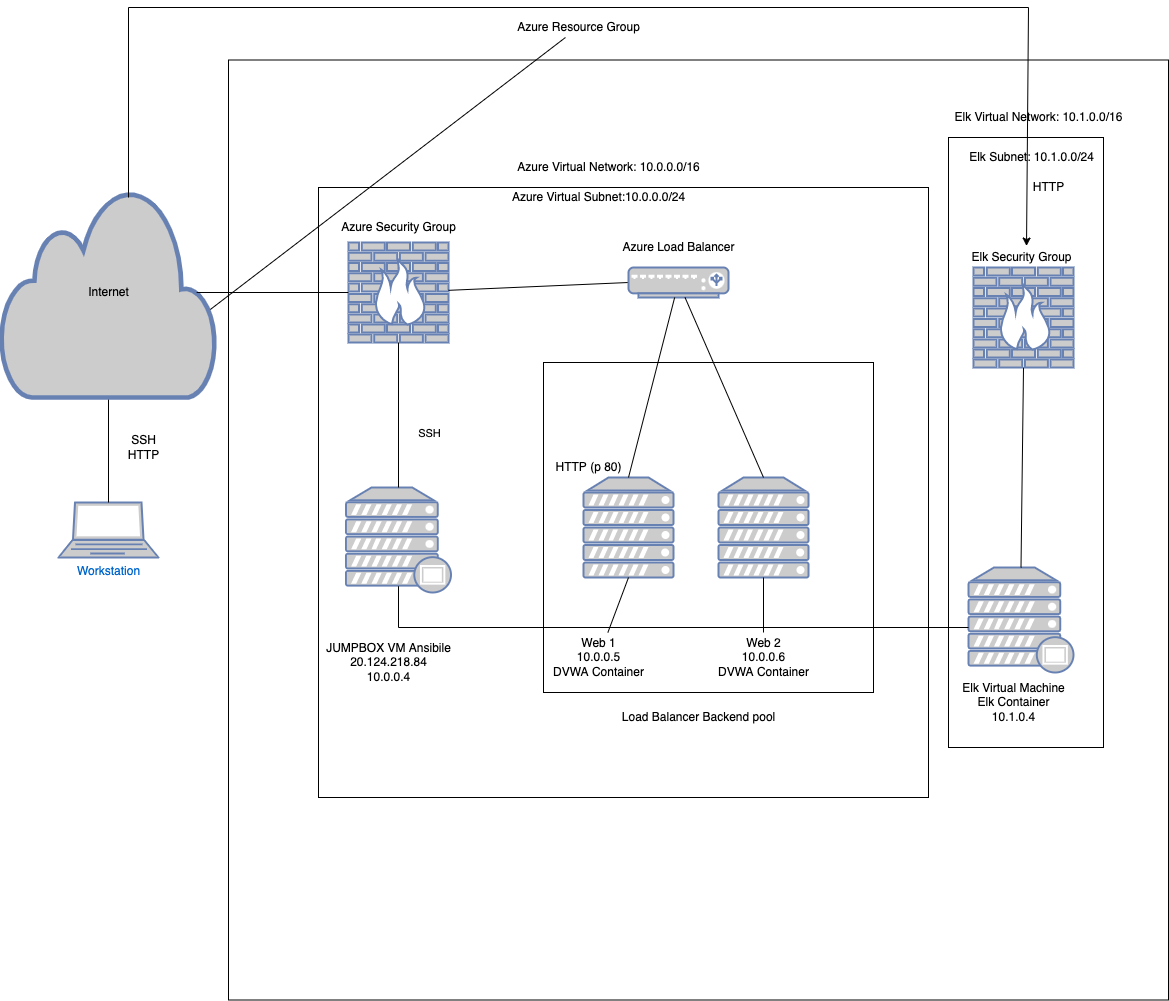 Azure Resource Group
Elk Virtual Network: 10.1.0.0/16
Elk Subnet: 10.1.0.0/24
Azure Virtual Network: 10.0.0.0/16
Azure Virtual Subnet:10.0.0.0/24
HTTP
Azure Security Group
Azure Load Balancer
Elk Security Group
Internet
SSH
HTTP
SSH
HTTP (p 80)
Workstation
JUMPBOX VM Ansibile
20.124.218.84
10.0.0.4
Web 1
10.0.0.5
DVWA Container
Web 2
10.0.0.6
DVWA Container
Elk Virtual Machine
Elk Container
10.1.0.4
Load Balancer Backend pool